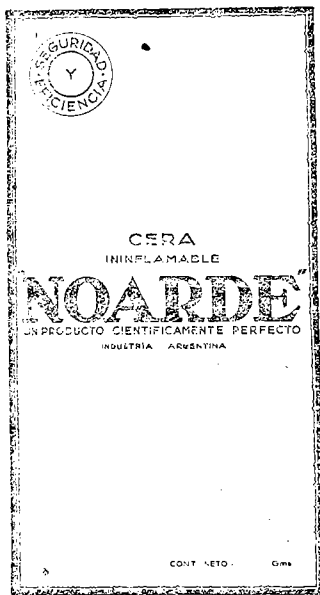 SEGURIDAD
Y
EFICIENCIA
CERA
ININFLAMABLE
"NOARDE"
UN PRODUCTO CIENTIFICAMENTE PERFECTO
INDUSTRIA ARGENTINA
CONT. NETO. Gms